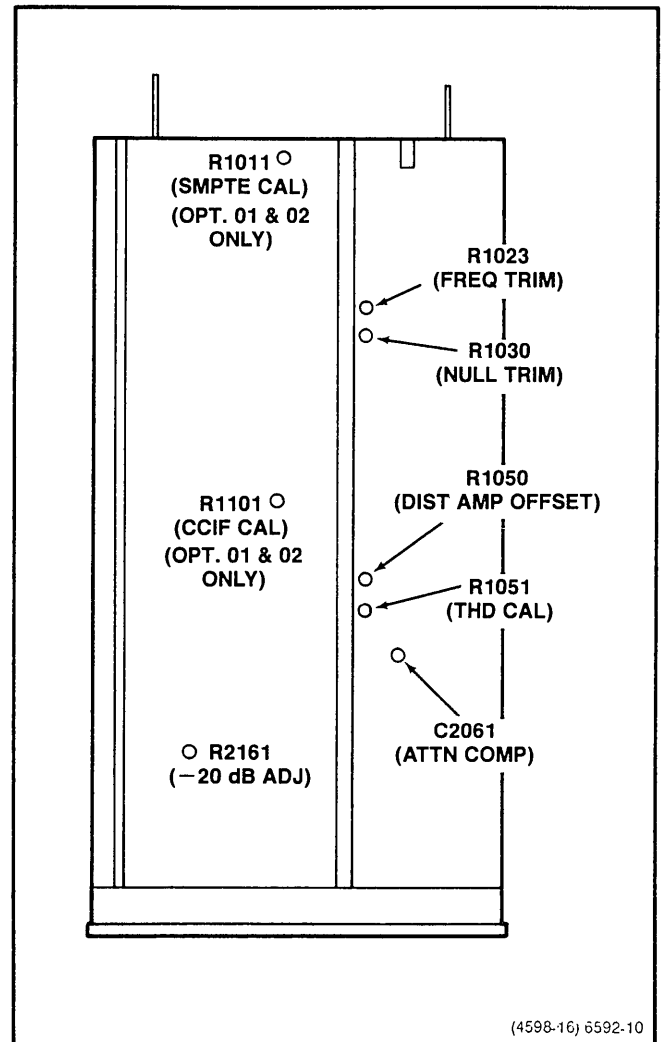 R1011
(SMPTE CAL)
(OPT. 01 & 02
ONLY)
R1023
(FREQ TRIM)
R1030
(NULL TRIM)
R1050
(DIST AMP OFFSET)
R1101
(CCIF CAL)
(OPT. 01 & 02
ONLY)
R1051
(THD CAL)
C2061
(ATTN COMP)
R2161
(−20 dB ADJ)
(4598-16) 6592-10